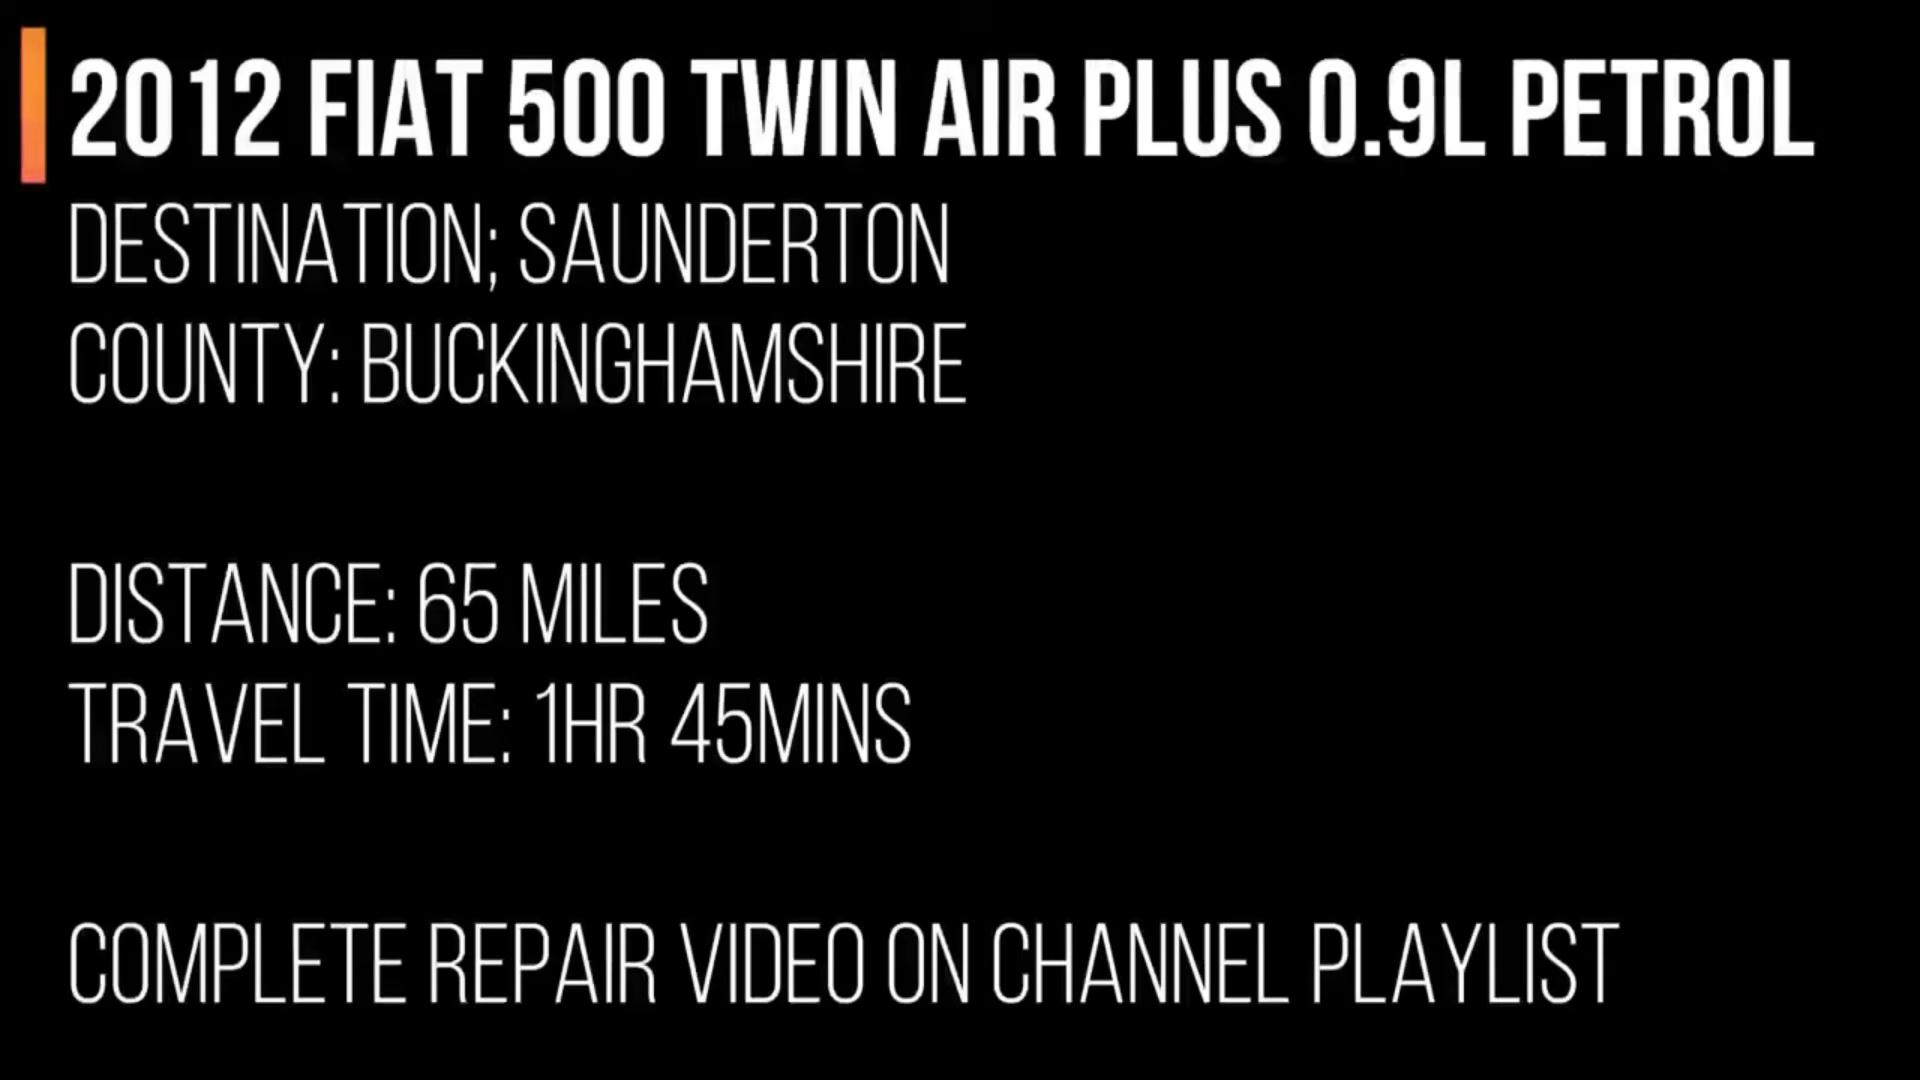 2012 FIAT 500 TWIN AIR PLUS 0.9L PETROL
DESTINATION; SAUNDERTON
COUNTY: BUCKINGHAMSHIRE
DISTANCE: 65 MILES
TRAVEL TIME: 1HR 45MINS
COMPLETE REPAIR VIDEO ON CHANNEL PLAYLIST